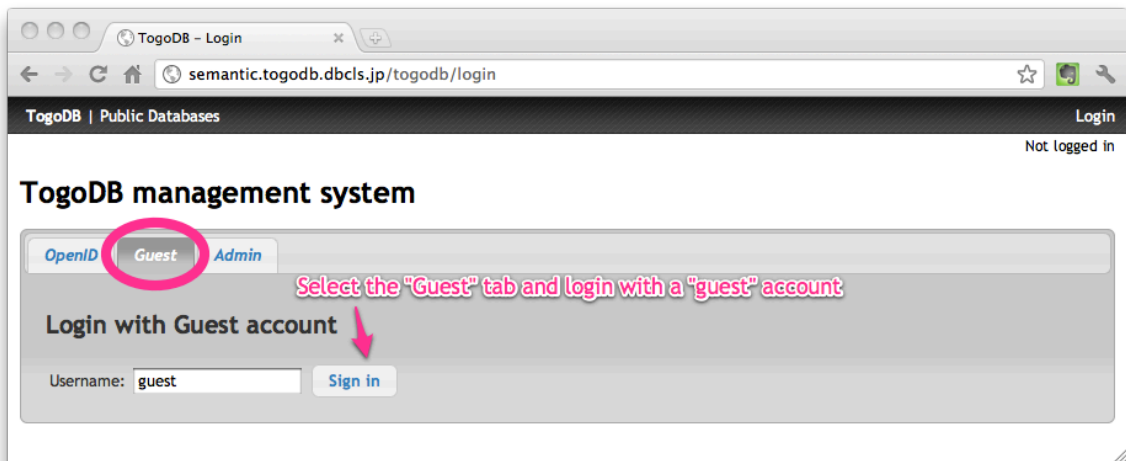 TogoDB – Login
semantic.togodb.dbcls.jp/togodb/login
TogoDB | Public Databases
Login
Not logged in
TogoDB management system
OpenID
Guest
Admin
Select the "Guest" tab and login with a "guest" account
Login with Guest account
Username: guest
Sign in